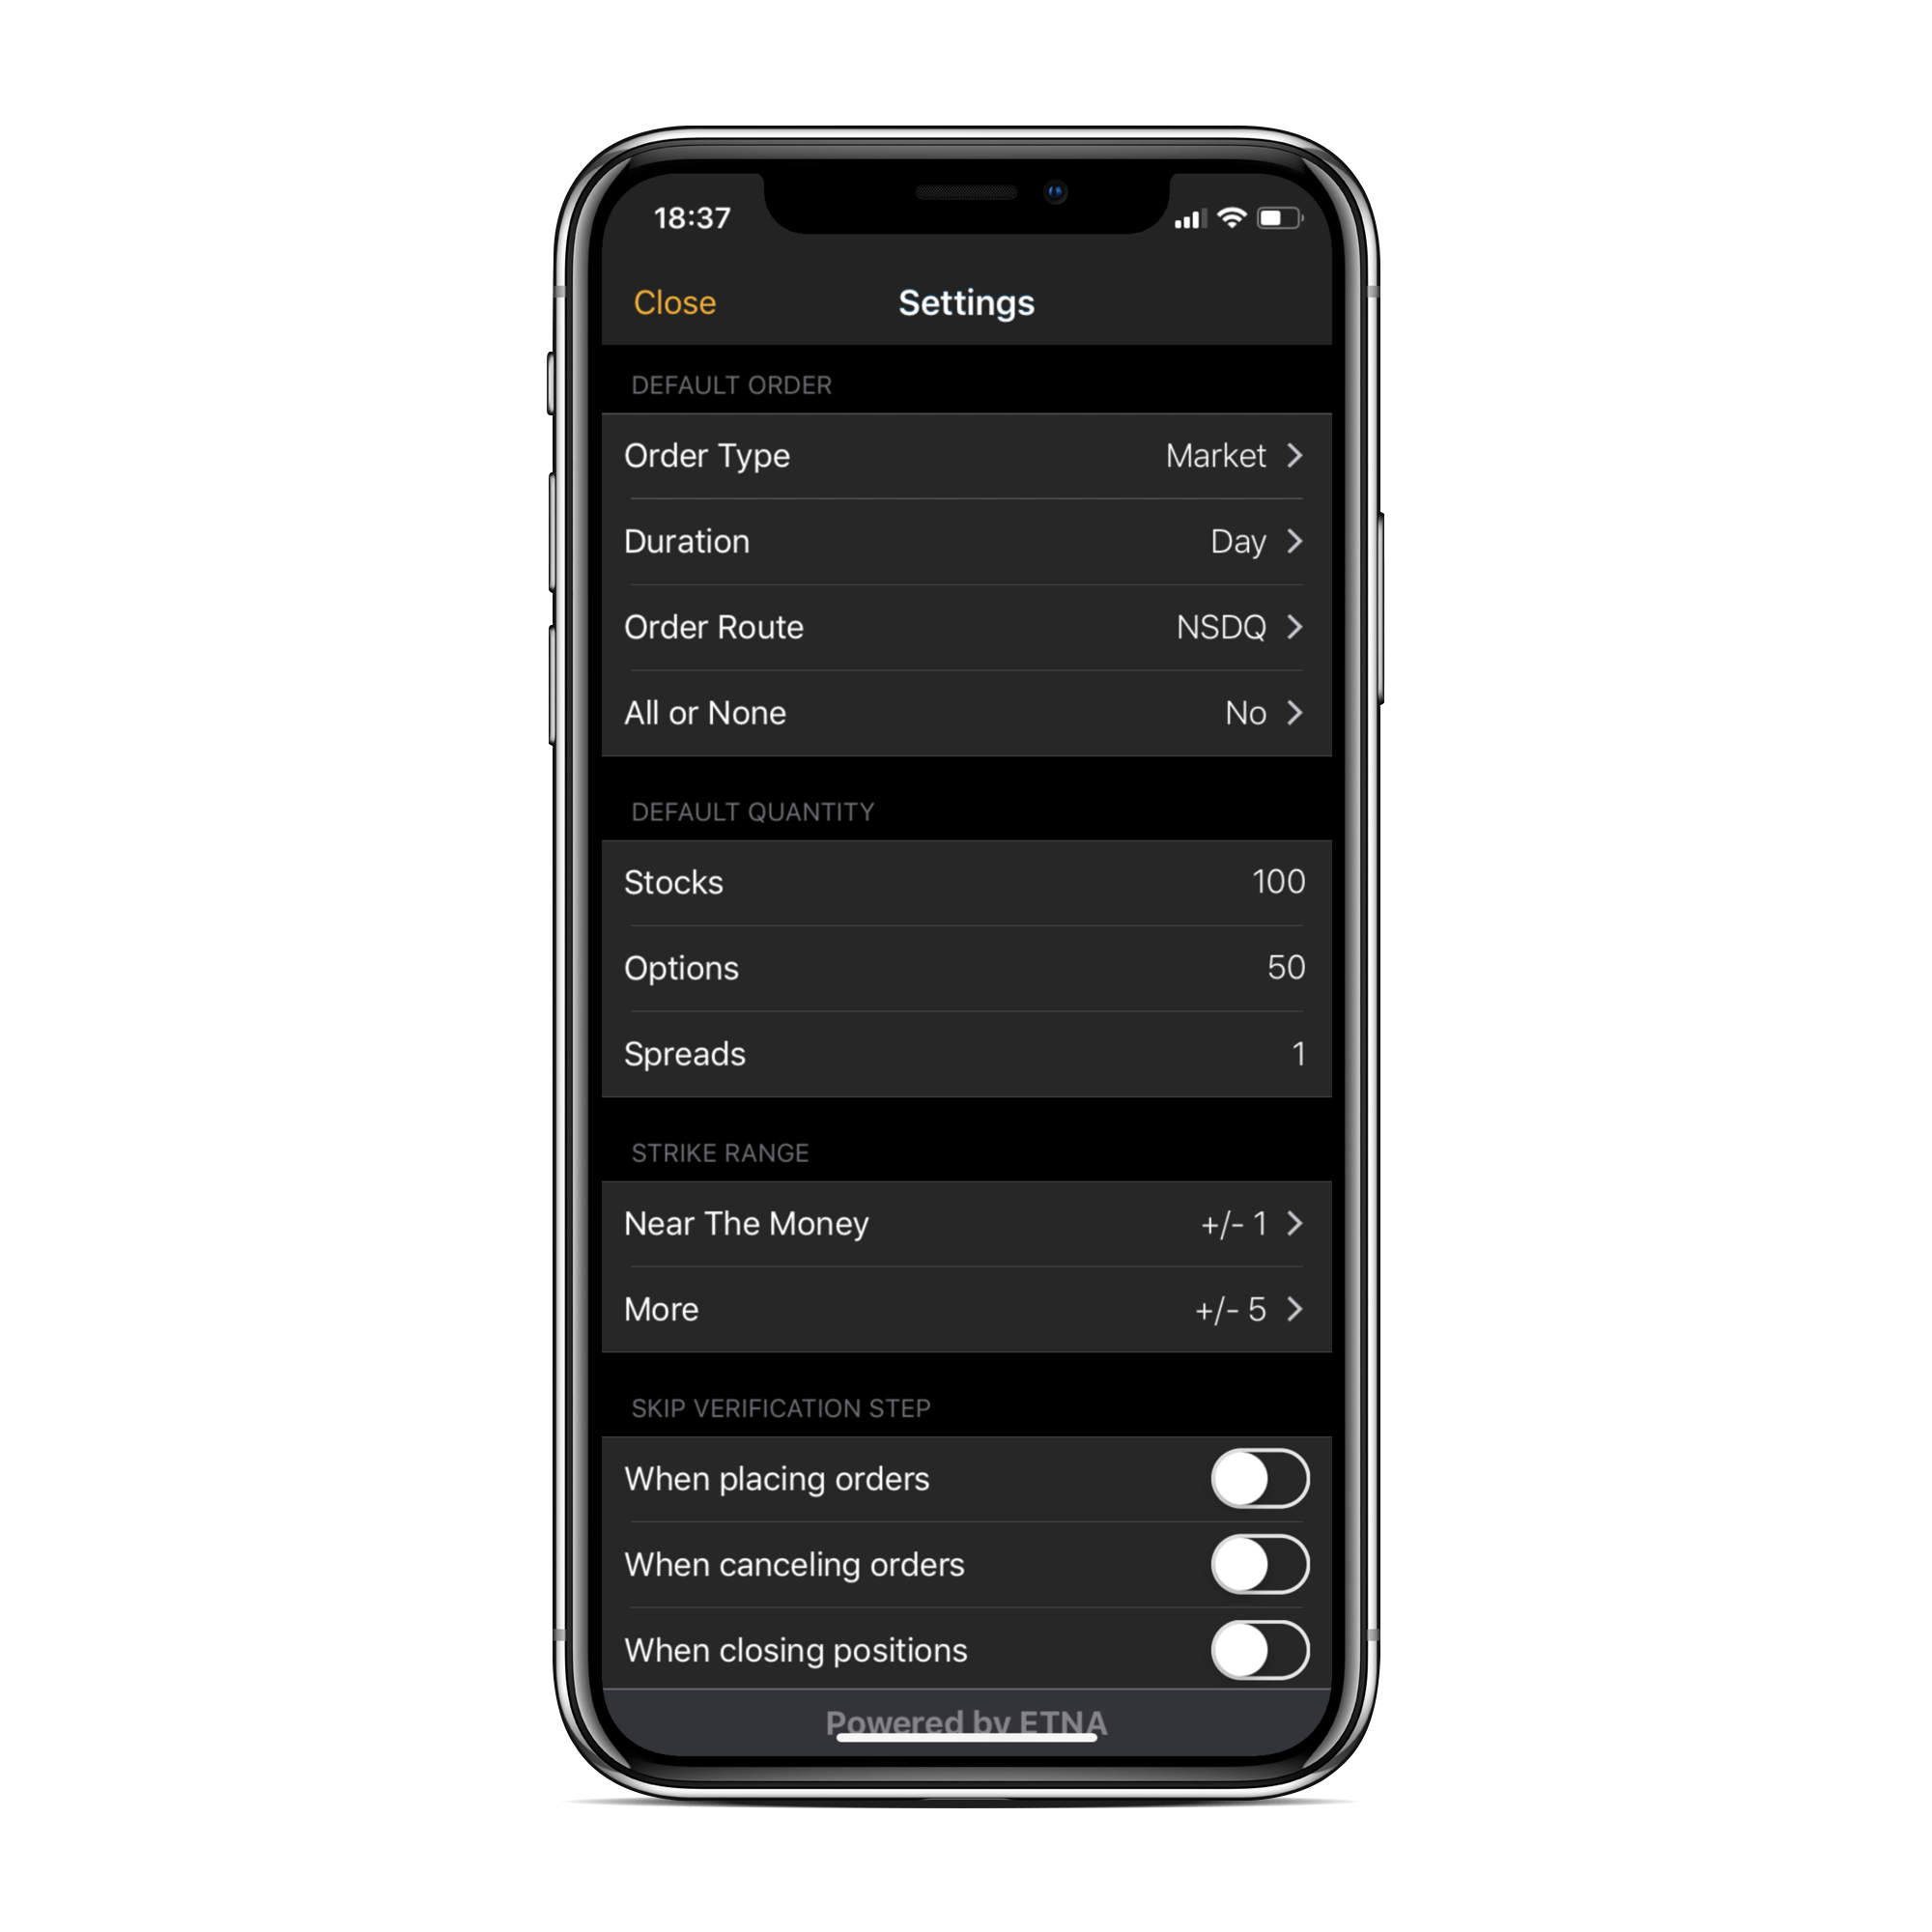 18:37
Close Settings
DEFAULT ORDER
Order Type Market
Duration Day
Order Route NSDQ
All or None No
DEFAULT QUANTITY
Stocks 100
Options 50
Spreads 1
STRIKE RANGE
Near The Money +/- 1
More +/- 5
SKIP VERIFICATION STEP
When placing orders
When canceling orders
When closing positions
Powered by ETNA